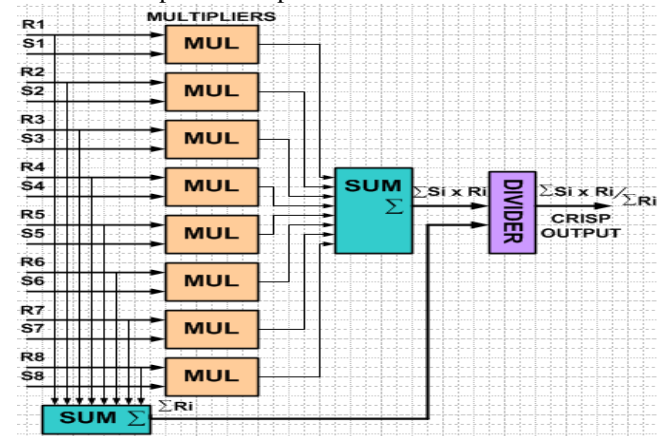 MULTIPLIERS
R1
S1
MUL
R2
S2
MUL
R3
S3
MUL
R4
S4
MUL
R5
S5
MUL
R6
S6
MUL
R7
S7
MUL
R8
S8
MUL
SUM
Σ
ΣSi x Ri
DIVIDER
ΣSi x Ri/ΣRi
CRISP
OUTPUT
ΣRi
SUM Σ